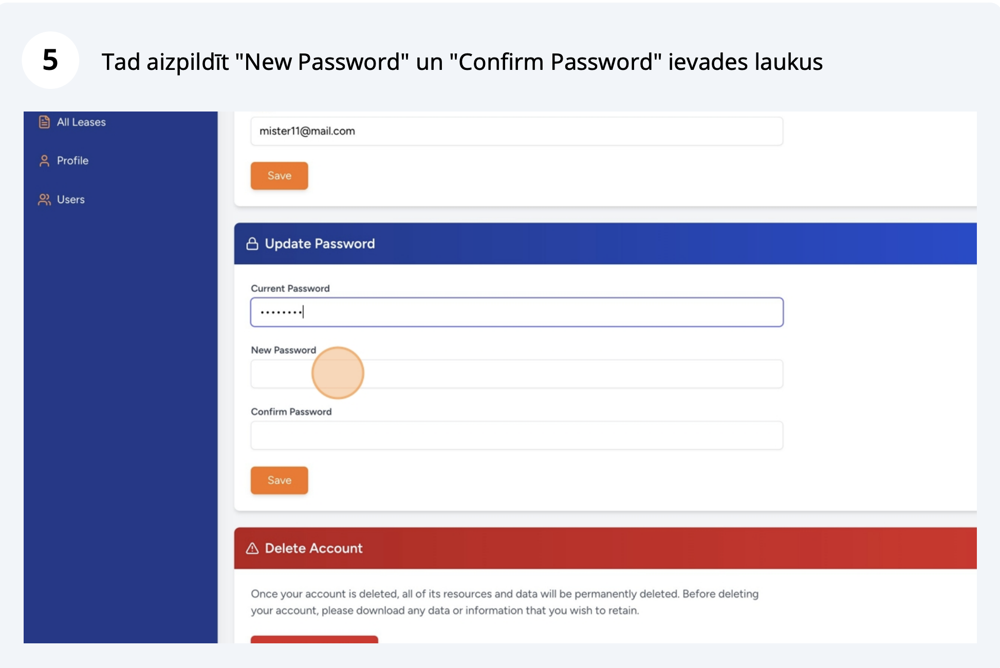 5
Tad aizpildīt "New Password" un "Confirm Password" ievades laukus
All Leases
Profile
Users
mister11@mail.com
Save
Update Password
Current Password
••••••••
New Password
Confirm Password
Save
Delete Account
Once your account is deleted, all of its resources and data will be permanently deleted. Before deleting
your account, please download any data or information that you wish to retain.